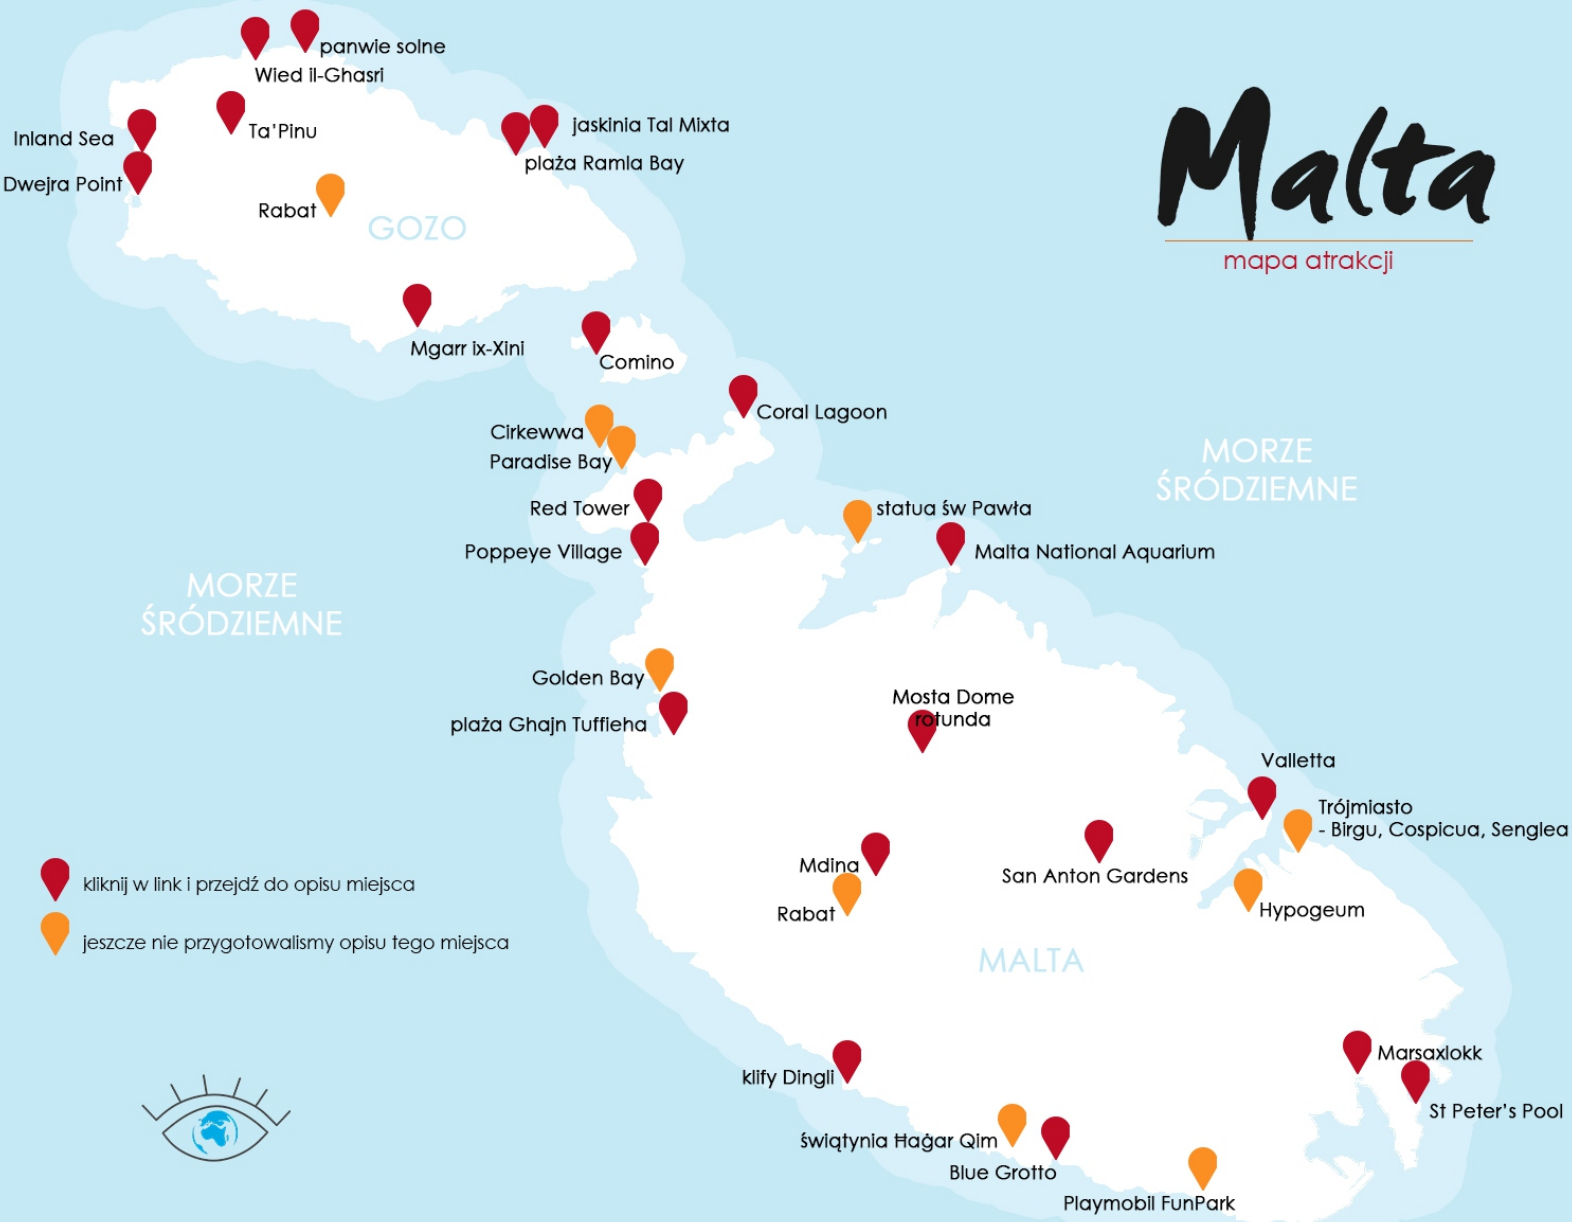 panwie solne
Wied il-Ghasri
Inland Sea
Ta'Pinu
jaskinia Tal Mixta
plaża Ramla Bay
Dwejra Point
Rabat
GOZO
Malta
mapa atrakcji
Mgarr ix-Xini
Comino
Coral Lagoon
Cirkewwa
Paradise Bay
MORZE
ŚRÓDZIEMNE
Red Tower
statua św Pawła
Poppeye Village
Malta National Aquarium
MORZE
ŚRÓDZIEMNE
Golden Bay
plaża Ghajn Tuffieha
Mosta Dome
rotunda
Valletta
Trójmiasto
- Birgu, Cospicua, Senglea
Mdina
San Anton Gardens
Rabat
Hypogeum
kliknij w link i przejdź do opisu miejsca
jeszcze nie przygotowalismy opisu tego miejsca
MALTA
Marsaxlokk
klify Dingli
St Peter's Pool
świątynia Ħaġar Qim
Blue Grotto
Playmobil FunPark